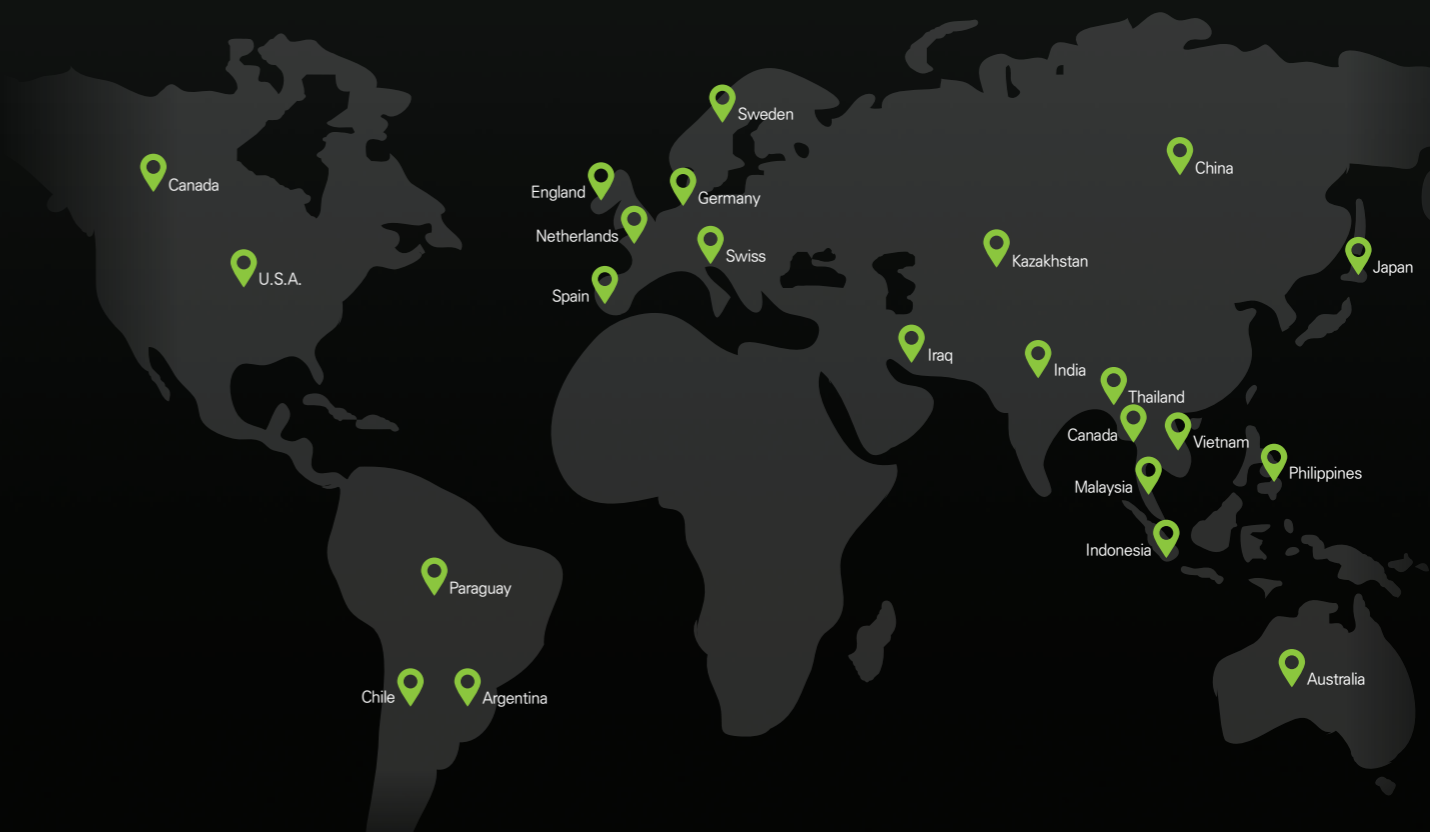 Sweden
China
Canada
England
Germany
Netherlands
Swiss
Kazakhstan
Japan
U.S.A.
Spain
Iraq
India
Thailand
Canada
Vietnam
Philippines
Malaysia
Indonesia
Paraguay
Australia
Chile
Argentina